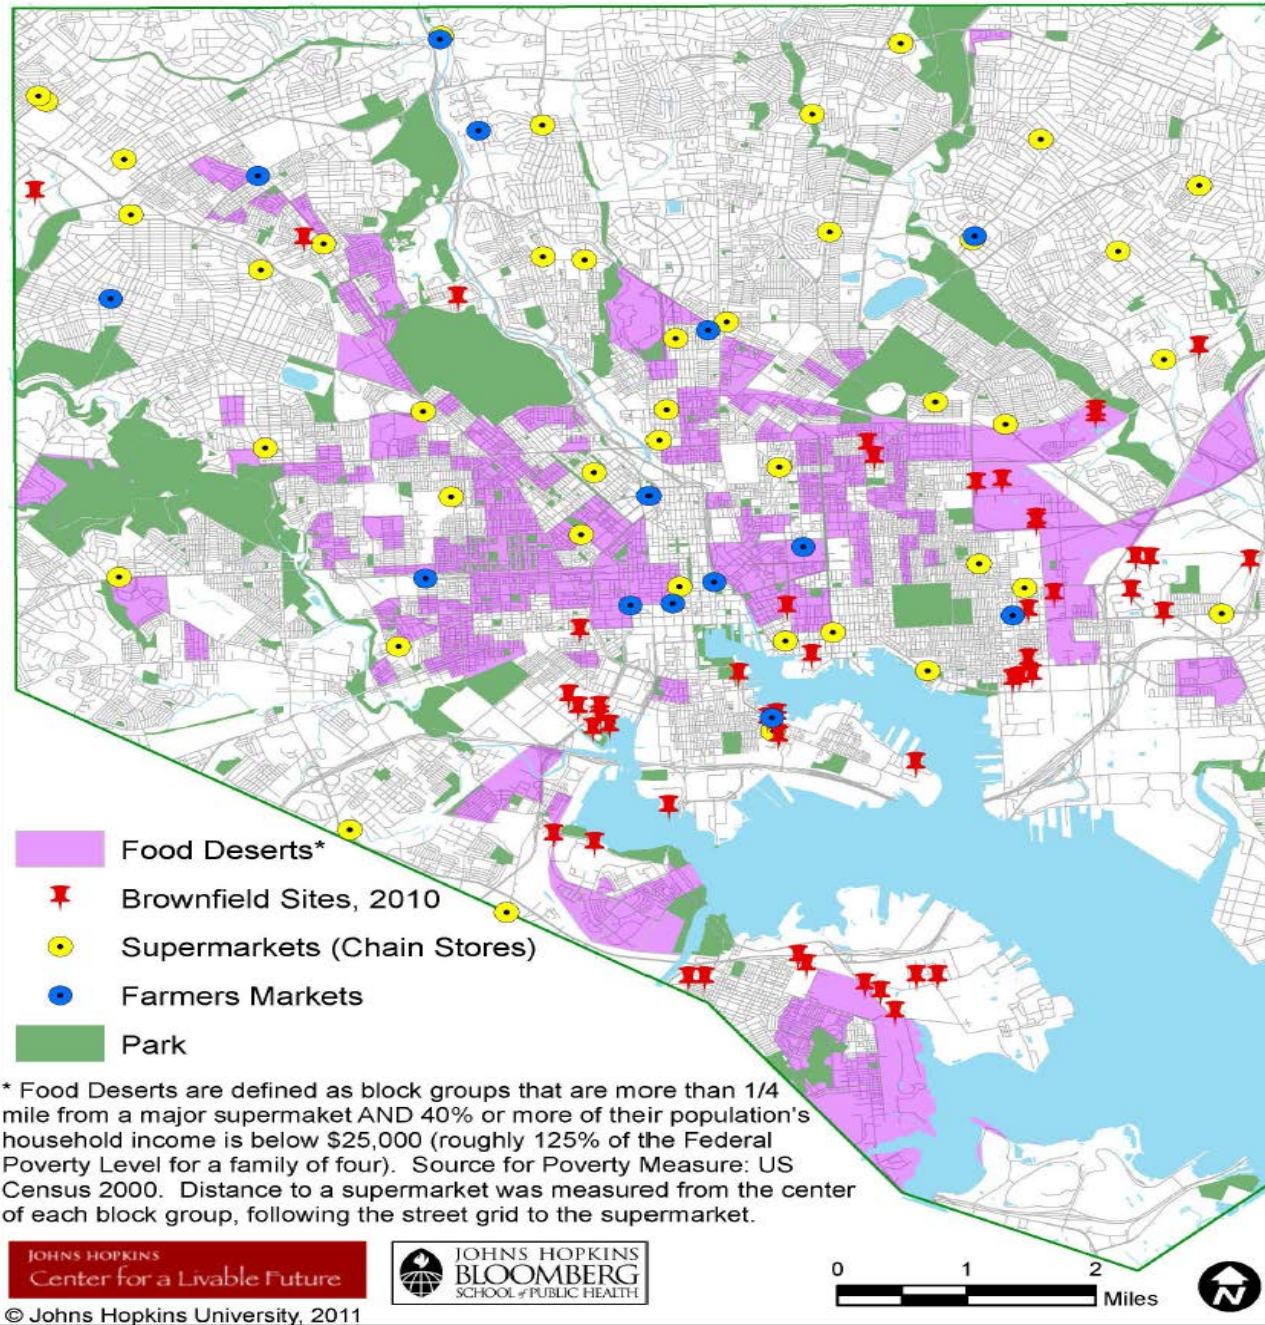 Food Deserts*
Brownfield Sites, 2010
Supermarkets (Chain Stores)
Farmers Markets
Park
* Food Deserts are defined as block groups that are more than 1/4
mile from a major supermaket AND 40% or more of their population's
household income is below $25,000 (roughly 125% of the Federal
Poverty Level for a family of four). Source for Poverty Measure: US
Census 2000. Distance to a supermarket was measured from the center
of each block group, following the street grid to the supermarket.
JOHNS HOPKINS
Center for a Livable Future
JOHNS HOPKINS
BLOOMBERG
SCHOOL of PUBLIC HEALTH
© Johns Hopkins University, 2011
0 1 2
Miles
N